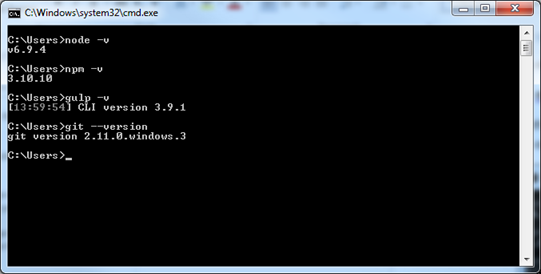 C:\Windows\system32\cmd.exe
C:\Users>node -v
v6.9.4
C:\Users>npm -v
3.10.10
C:\Users>gulp -v
[13:59:54] CLI version 3.9.1
C:\Users>git --version
git version 2.11.0.windows.3
C:\Users>_